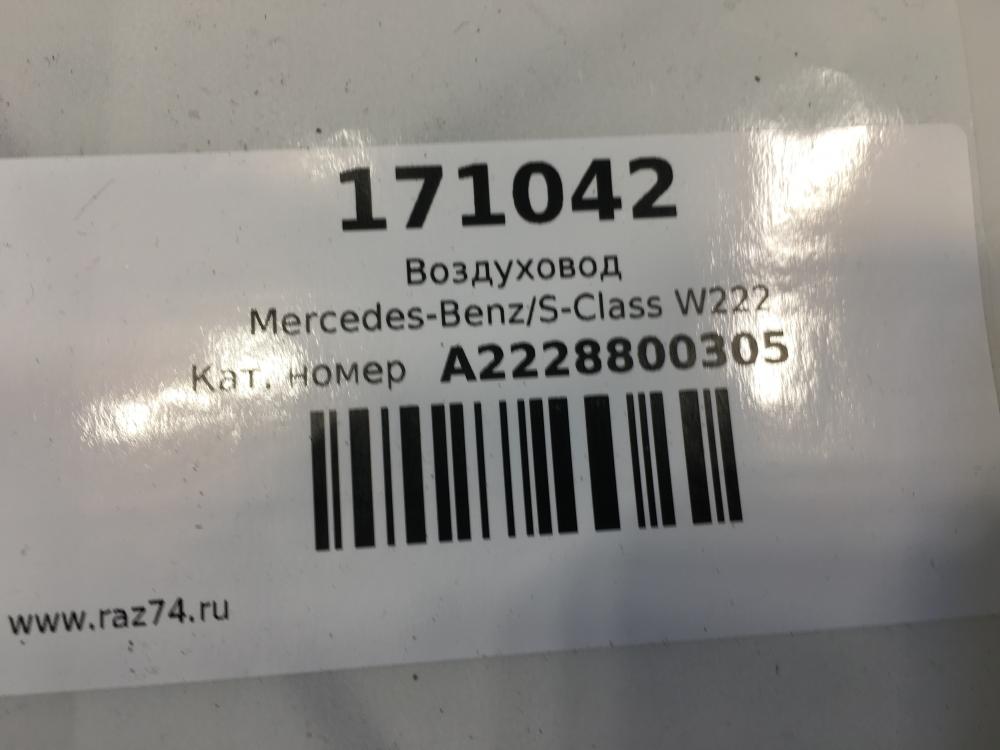 171042
Воздуховод
Mercedes-Benz/S-Class W222
Кат. номер A2228800305
www.raz74.ru